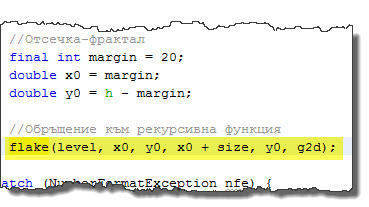 //Отсечка-фрактал
final int margin = 20;
double x0 = margin;
double y0 = h - margin;
//Обръщение към рекурсивна функция
flake(level, x0, y0, x0 + size, y0, g2d);
atch (NumberFormatException nfe) {